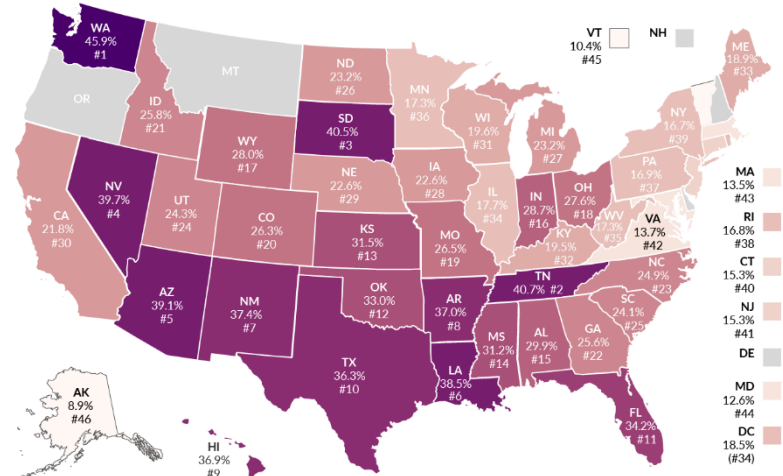 WA
45.9%
#1
OR
MT
ID
25.8%
#21
ND
23.2%
#26
SD
40.5%
#3
MN
17.3%
#36
WI
19.6%
#31
MI
23.2%
#27
VT
10.4%
#45
NH
ME
18.9%
#33
NY
16.7%
#39
WY
28.0%
#17
NE
22.6%
#29
IA
22.6%
#28
PA
16.9%
#37
NV
39.7%
#4
UT
24.3%
#24
CO
26.3%
#20
CA
21.8%
#30
KS
31.5%
#13
MO
26.5%
#19
IL
17.7%
#34
IN
28.7%
#16
OH
27.6%
#18
WV
17.3%
#35
VA
13.7%
#42
KY
19.5%
#32
MA
13.5%
#43
RI
16.8%
#38
CT
15.3%
#40
NJ
15.3%
#41
DE
MD
12.6%
#44
DC
18.5%
(#34)
AZ
39.1%
#5
NM
37.4%
#7
OK
33.0%
#12
AR
37.0%
#8
TN
40.7% #2
NC
24.9%
#23
SC
24.1%
#25
MS
31.2%
#14
AL
29.9%
#15
GA
25.6%
#22
TX
36.3%
#10
LA
38.5%
#6
FL
34.2%
#11
AK
8.9%
#46
HI
36.9%
#9